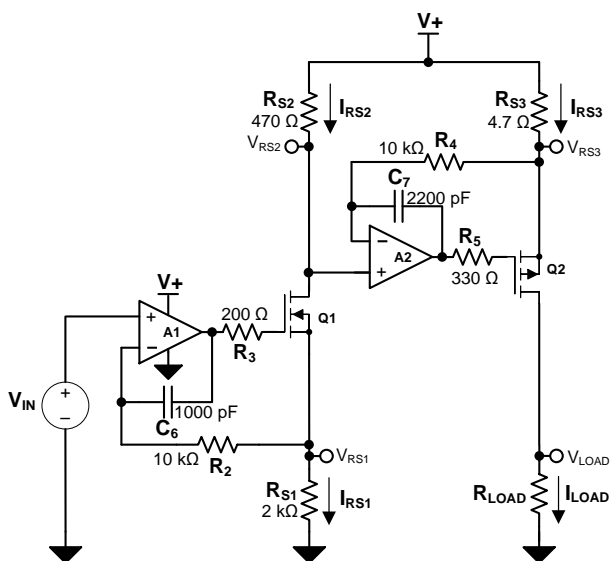 V+
RS2
470 Ω
IRS2
RS3
4.7 Ω
IRS3
VRS2
VRS3
10 kΩ
R4
C7
2200 pF
−
+
A2
R5
330 Ω
Q2
V+
+
−
A1
200 Ω
R3
Q1
VIN
+
−
C6
1000 pF
10 kΩ
R2
VRS1
VLOAD
RS1
2 kΩ
IRS1
RLOAD
ILOAD